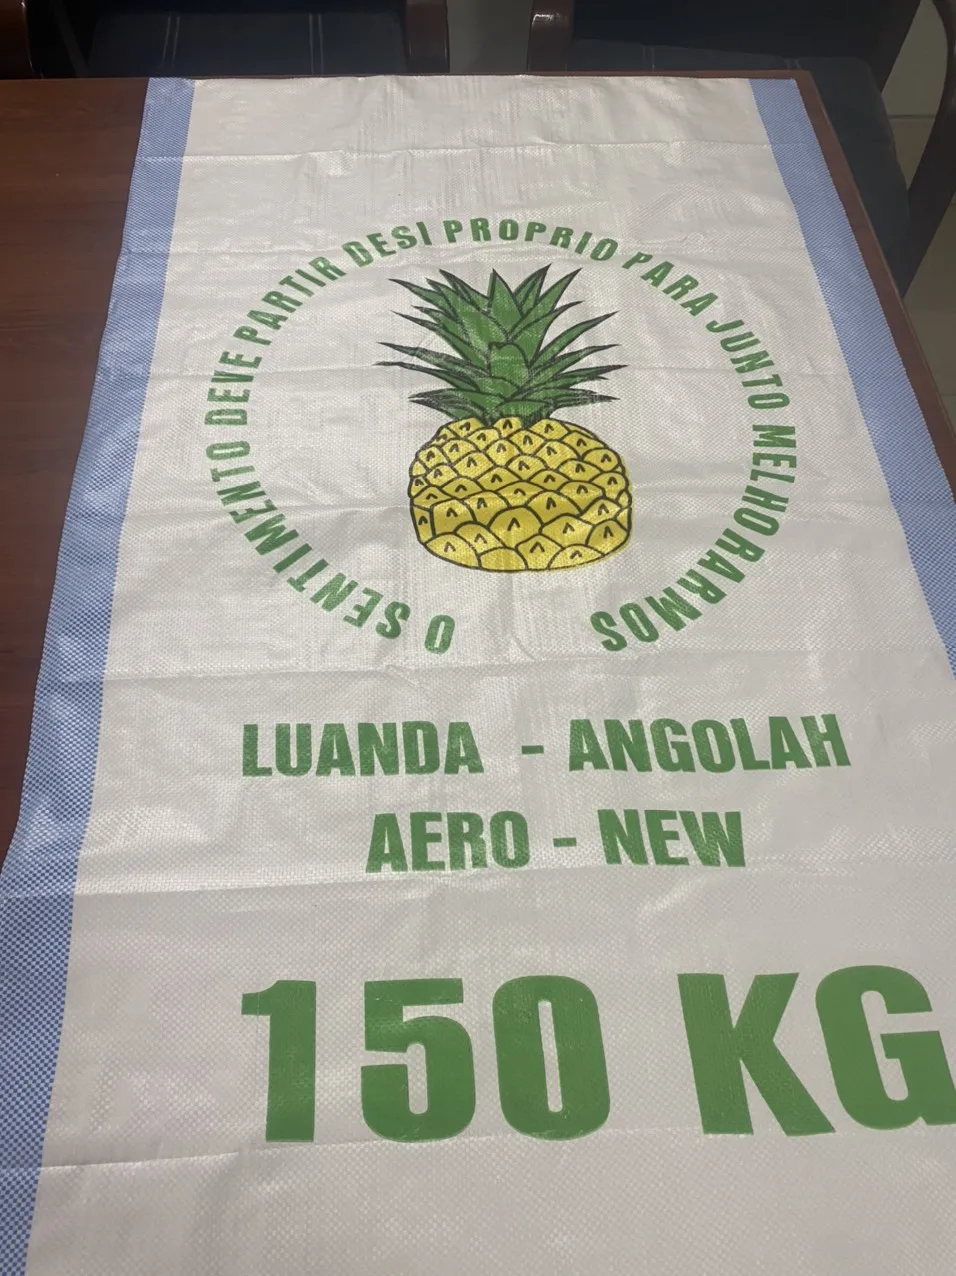 O SENTIMENTO DEVE PARTIR DESI PROPRIO PARA JUNTO MELHORARMOS
LUANDA - ANGOLAH
AERO - NEW
150 KG